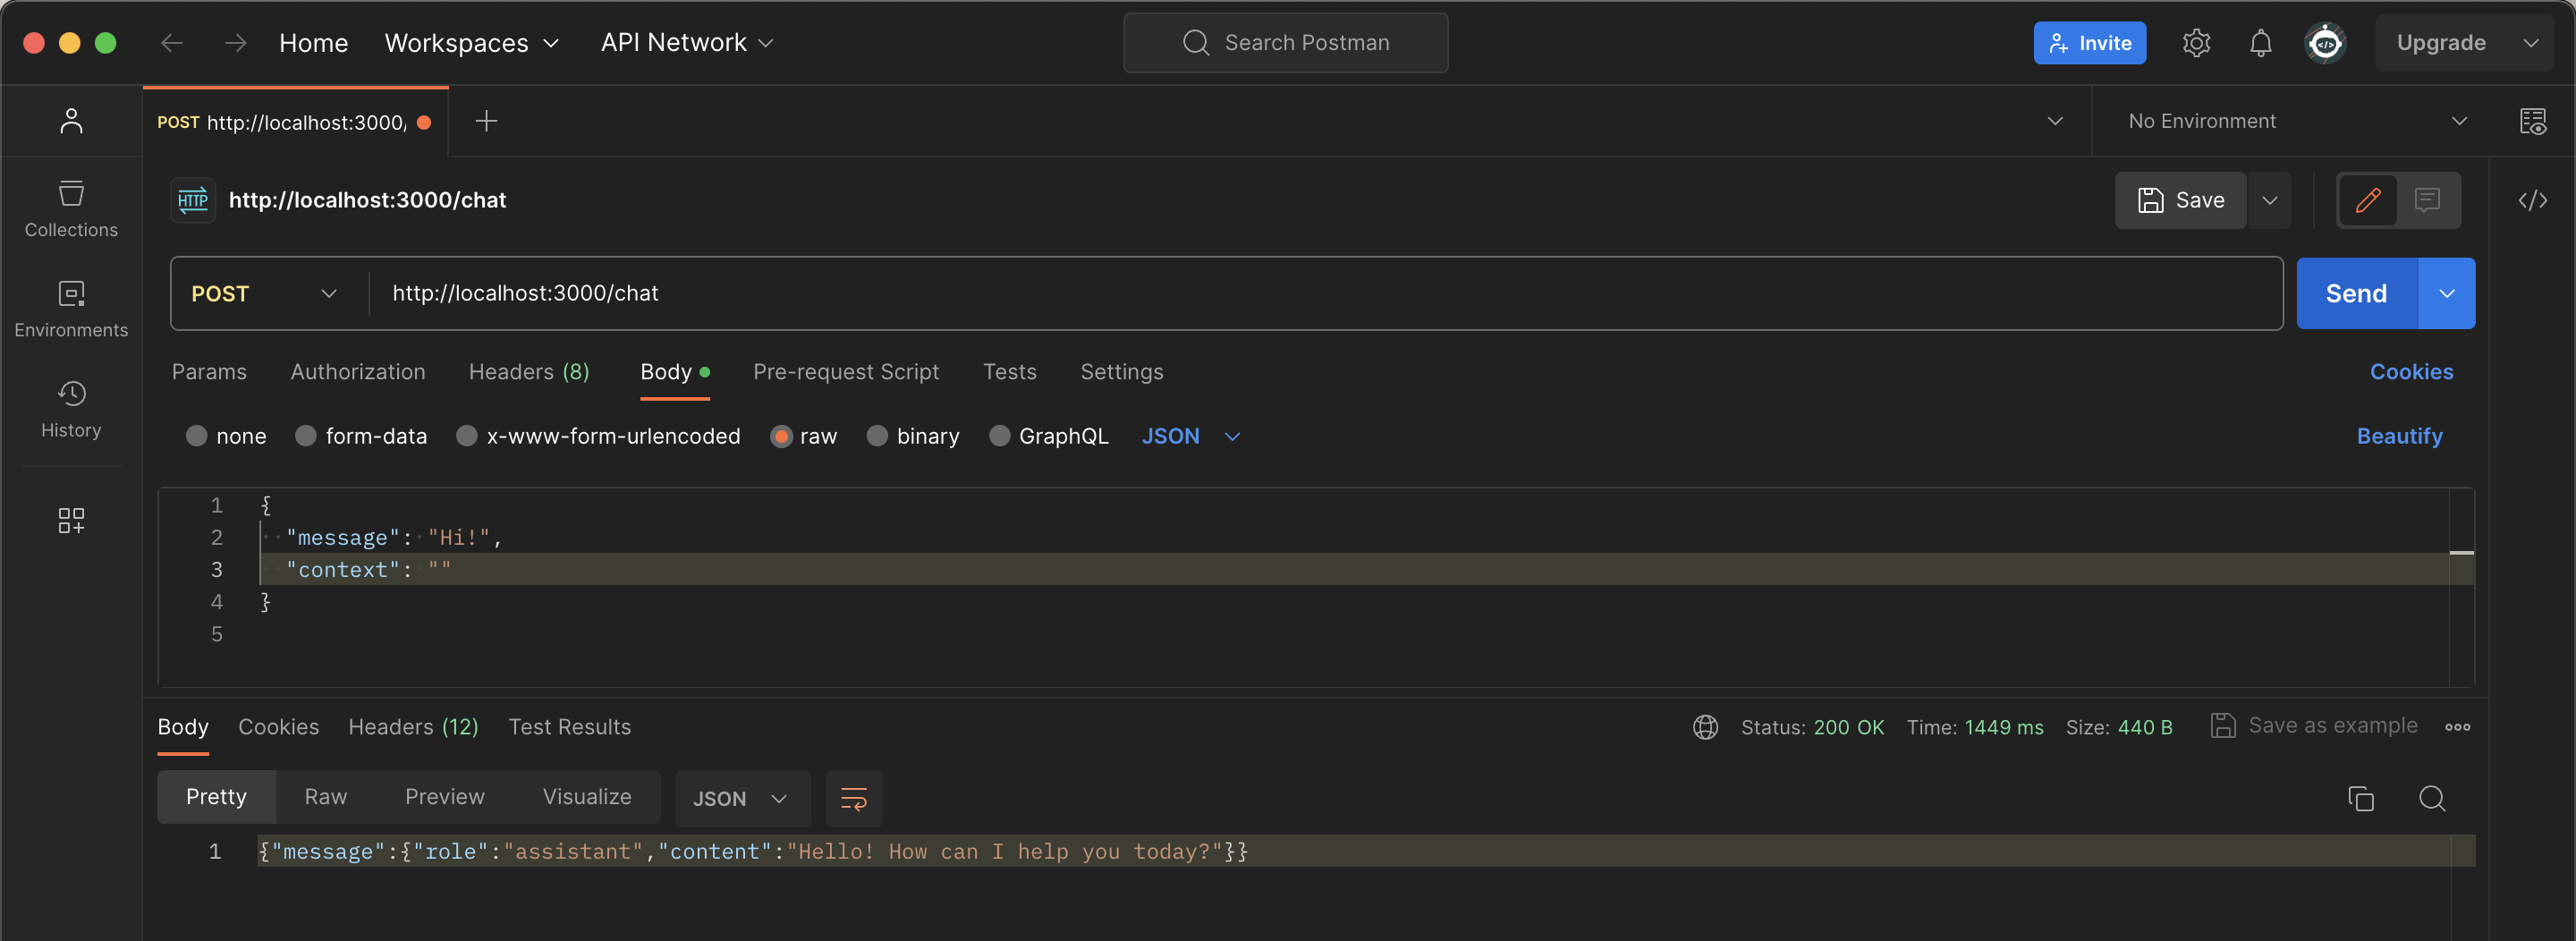 Home Workspaces API Network Search Postman Invite Upgrade
POST http://localhost:3000/ No Environment
HTTP http://localhost:3000/chat Save
Collections
POST http://localhost:3000/chat Send
Environments
Params Authorization Headers (8) Body Pre-request Script Tests Settings Cookies
History
none form-data x-www-form-urlencoded raw binary GraphQL JSON Beautify
1 {
2 "message": "Hi!",
3 "context": ""
4 }
5
Body Cookies Headers (12) Test Results Status: 200 OK Time: 1449 ms Size: 440 B Save as example
Pretty Raw Preview Visualize JSON
1 {"message":{"role":"assistant","content":"Hello! How can I help you today?"}}